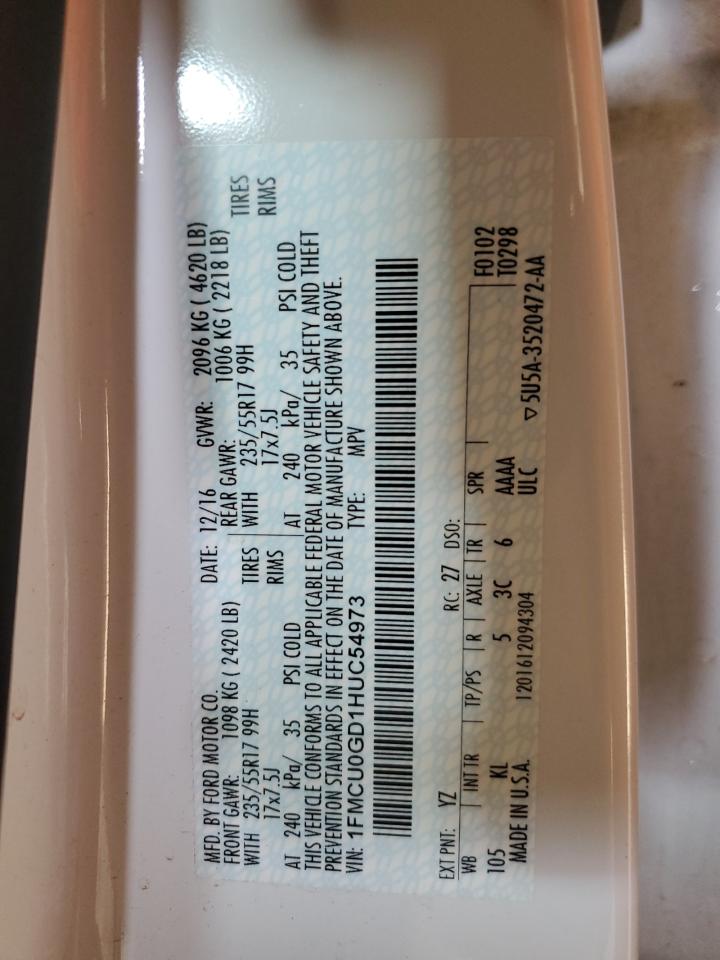 MFD. BY FORD MOTOR CO. DATE: 12/16 GVWR: 2096 KG ( 4620 LB)
FRONT GAWR: 1098 KG ( 2420 LB) REAR GAWR: 1006 KG ( 2218 LB)
WITH 235/55R17 99H TIRES WITH 235/55R17 99H TIRES
17x7.5J RIMS 17x7.5J RIMS
AT 240 kPa/ 35 PSI COLD AT 240 kPa/ 35 PSI COLD
THIS VEHICLE CONFORMS TO ALL APPLICABLE FEDERAL MOTOR VEHICLE SAFETY AND THEFT
PREVENTION STANDARDS IN EFFECT ON THE DATE OF MANUFACTURE SHOWN ABOVE.
VIN: 1FMCU0GD1HUC54973 TYPE: MPV
EXT PNT: YZ RC: 27 DSO:
WB INT TR TP/PS R AXLE TR SPR F0102
105 KL 5 3C 6 AAAA T0298
MADE IN U.S.A. 1201612094304 ULC ▽5U5A-3520472-AA